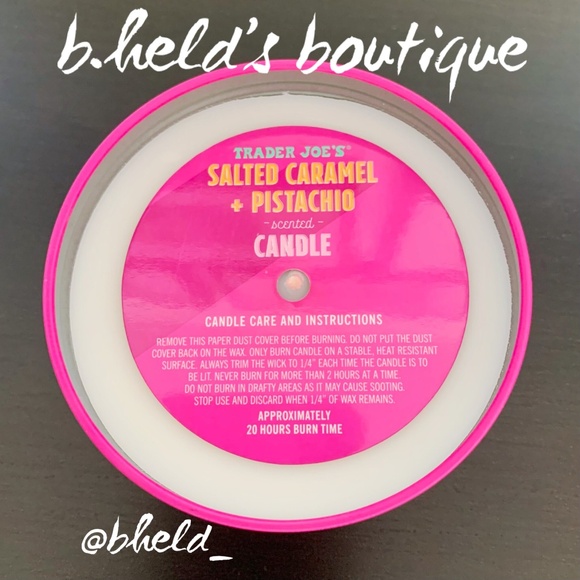 b.held's boutique
TRADER JOE'S®
SALTED CARAMEL
+ PISTACHIO
- scented -
CANDLE
CANDLE CARE AND INSTRUCTIONS
REMOVE THIS PAPER DUST COVER BEFORE BURNING. DO NOT PUT THE DUST
COVER BACK ON THE WAX. ONLY BURN CANDLE ON A STABLE, HEAT RESISTANT
SURFACE. ALWAYS TRIM THE WICK TO 1/4" EACH TIME THE CANDLE IS TO
BE LIT. NEVER BURN FOR MORE THAN 2 HOURS AT A TIME.
DO NOT BURN IN DRAFTY AREAS AS IT MAY CAUSE SOOTING.
STOP USE AND DISCARD WHEN 1/4" OF WAX REMAINS.
APPROXIMATELY
20 HOURS BURN TIME
@bheld_